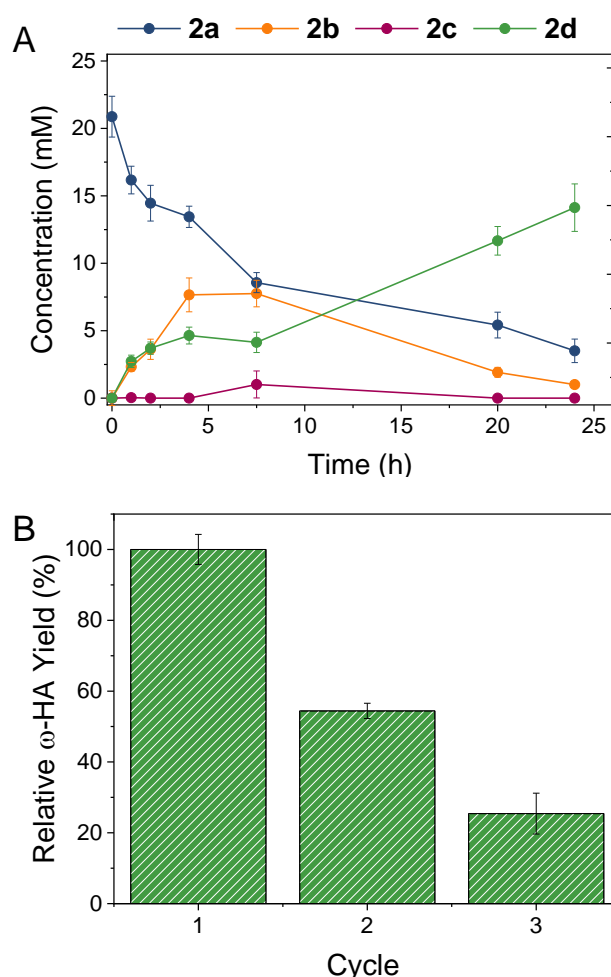 2a 2b 2c 2d
A
Concentration (mM)
25
20
15
10
5
0
0 5 10 15 20 25
Time (h)
B
Relative ω-HA Yield (%)
100
80
60
40
20
0
1 2 3
Cycle